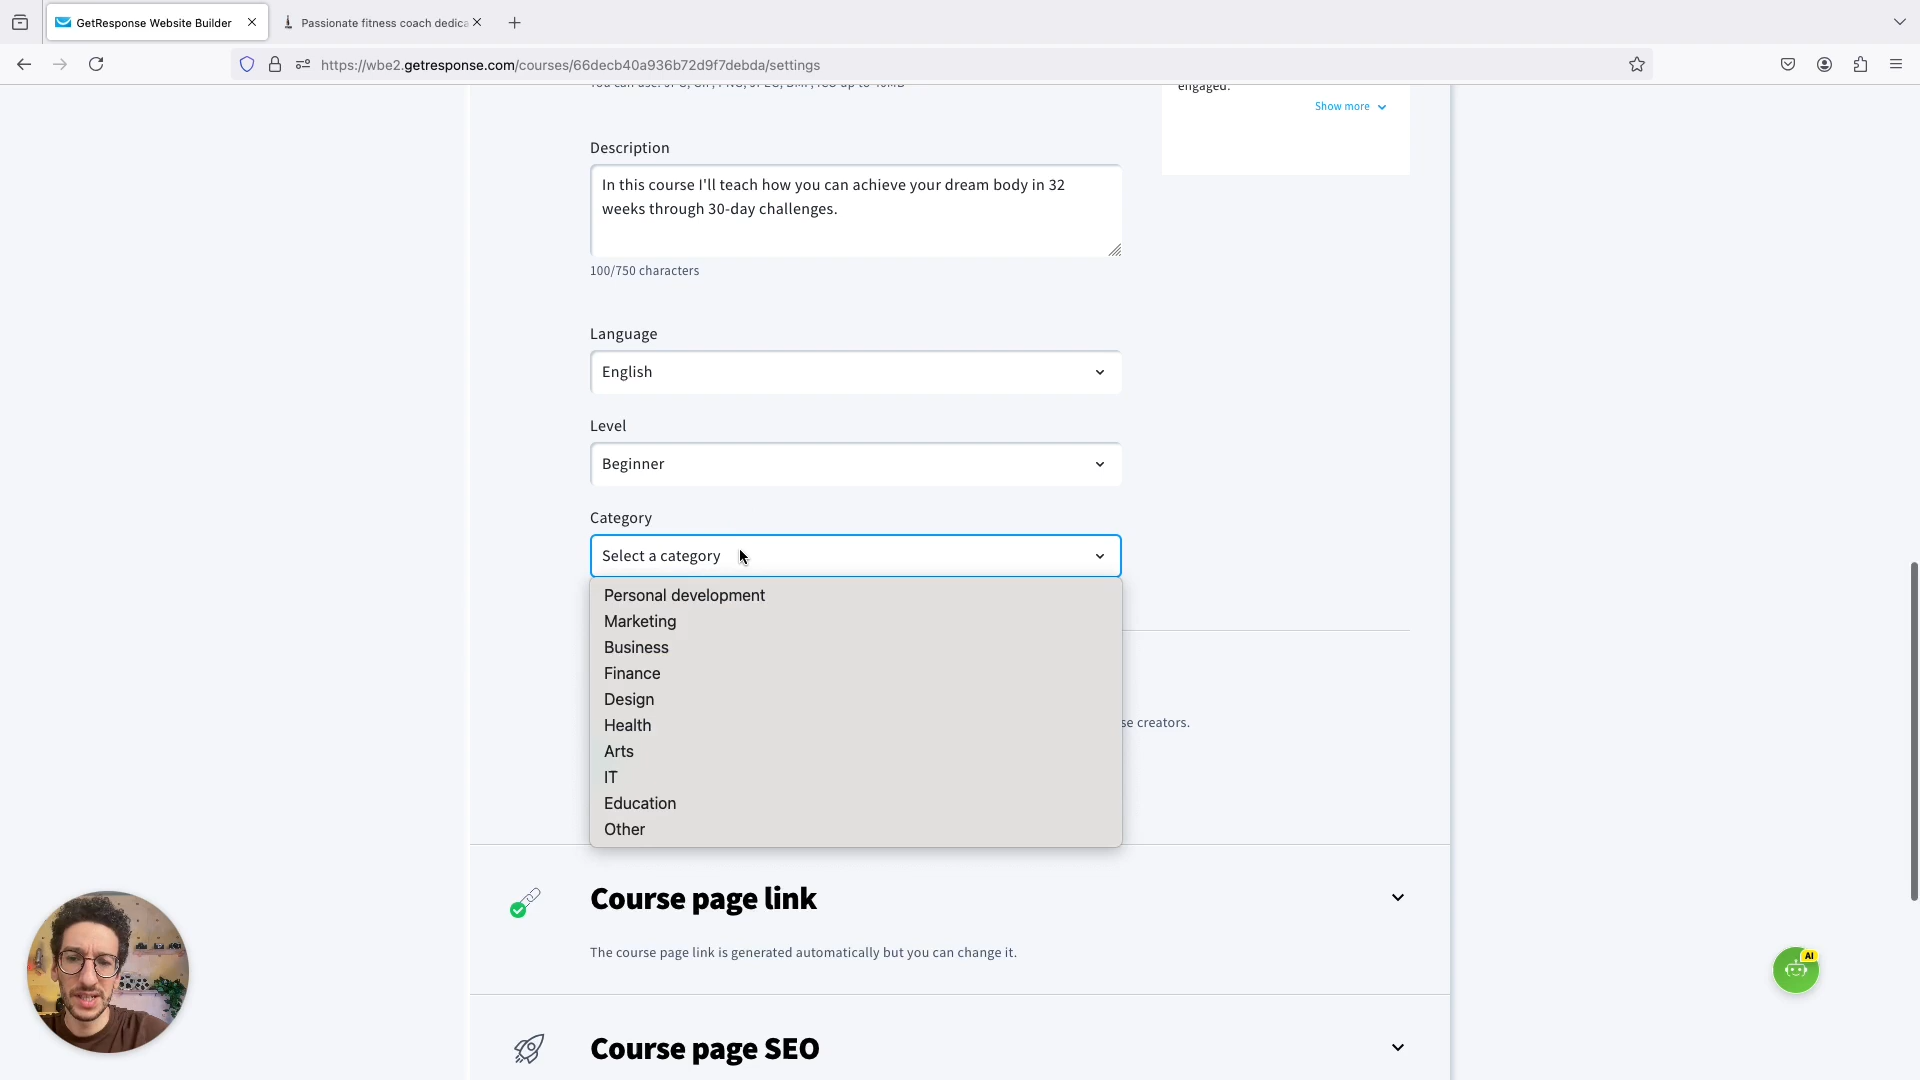 GetResponse Website Builder
Passionate fitness coach dedica
https://wbe2.getresponse.com/courses/66decb40a936b72d9f7debda/settings
engaged.
Show more
Description
In this course I'll teach how you can achieve your dream body in 32
weeks through 30-day challenges.
100/750 characters
Language
English
Level
Beginner
Category
Select a category
Personal development
Marketing
Business
Finance
Design
Health
Arts
IT
Education
Other
se creators.
Course page link
The course page link is generated automatically but you can change it.
AI
Course page SEO